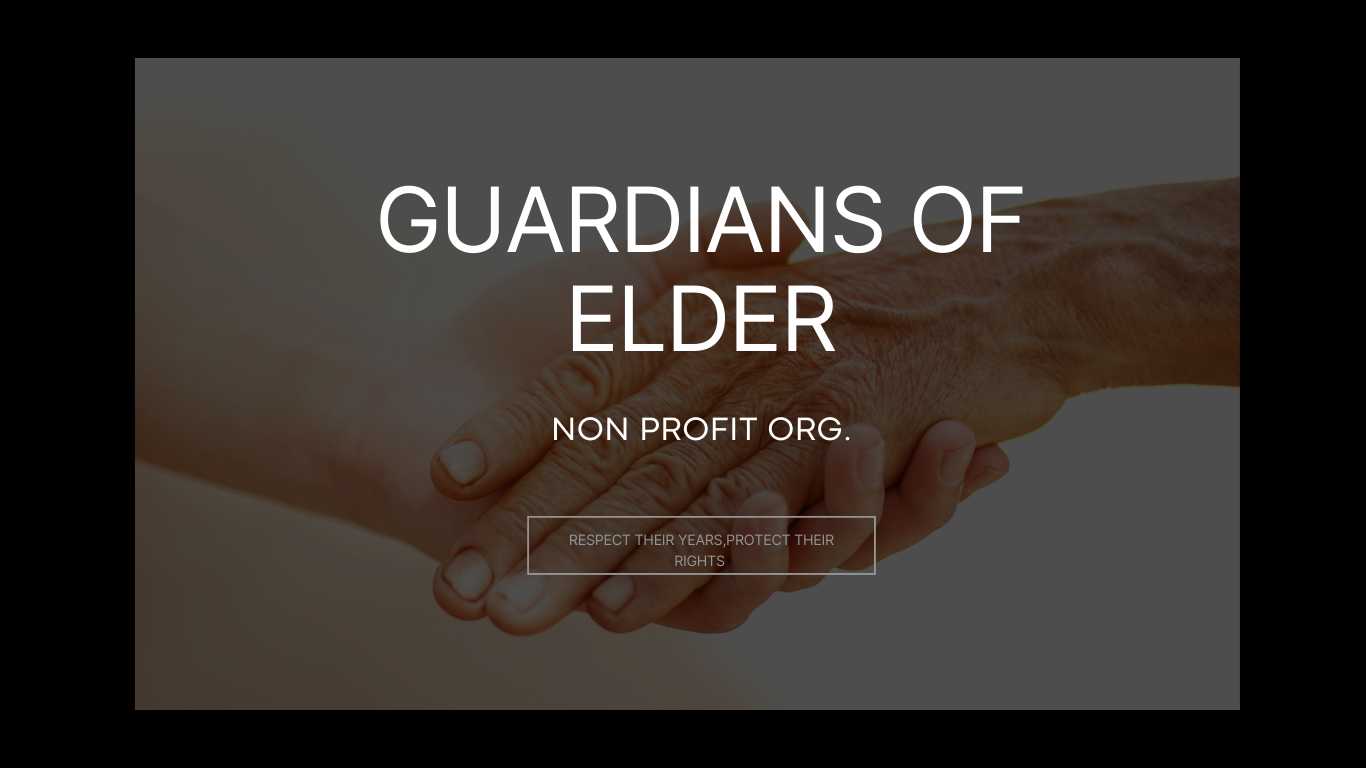 GUARDIANS OF
ELDER
NON PROFIT ORG.
RESPECT THEIR YEARS,PROTECT THEIR
RIGHTS